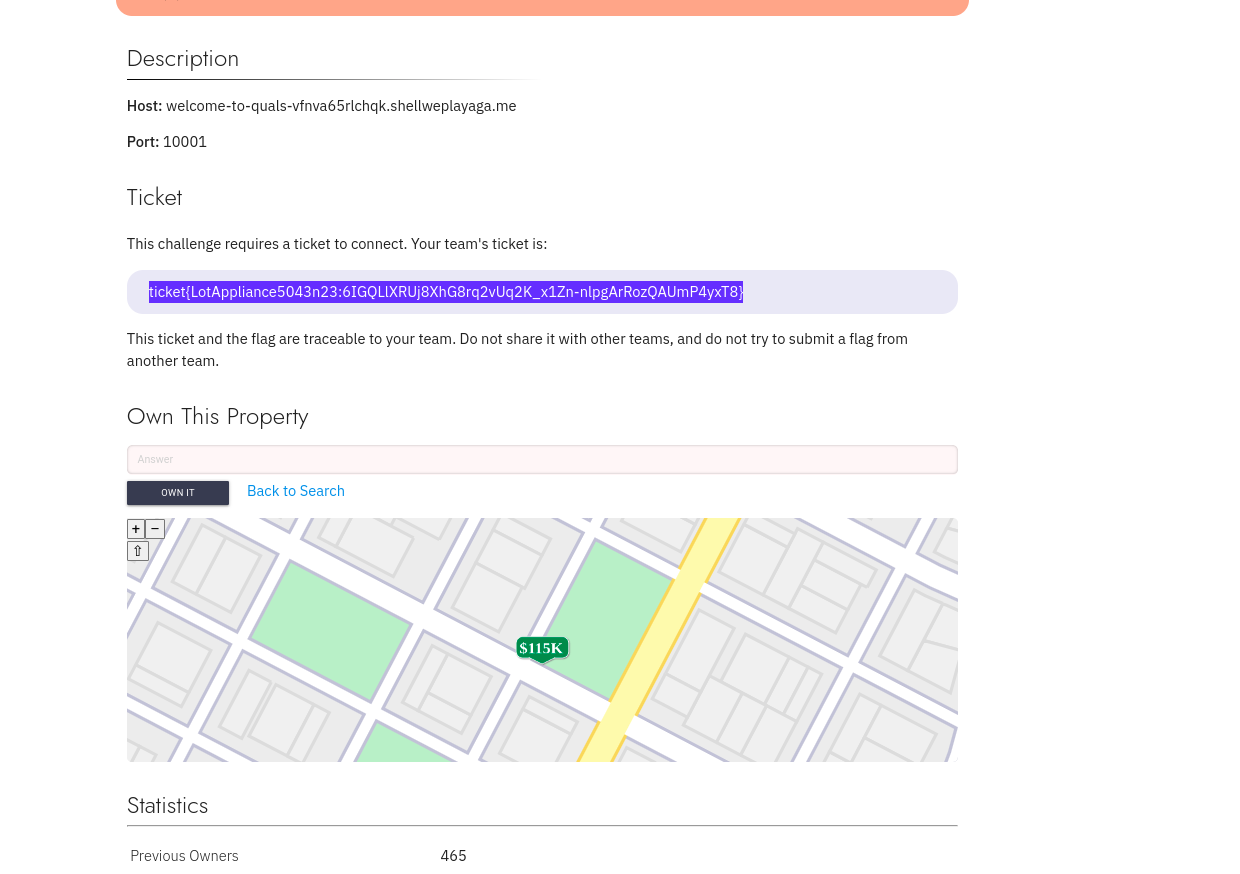 Description
Host: welcome-to-quals-vfnva65rlchqk.shellweplayaga.me
Port: 10001
Ticket
This challenge requires a ticket to connect. Your team's ticket is:
ticket{LotAppliance5043n23:6IGQLlXRUj8XhG8rq2vUq2K_x1Zn-nlpgArRozQAUmP4yxT8}
This ticket and the flag are traceable to your team. Do not share it with other teams, and do not try to submit a flag from
another team.
Own This Property
Answer
OWN IT
Back to Search
+ −
⇧
$115K
Statistics
Previous Owners 465